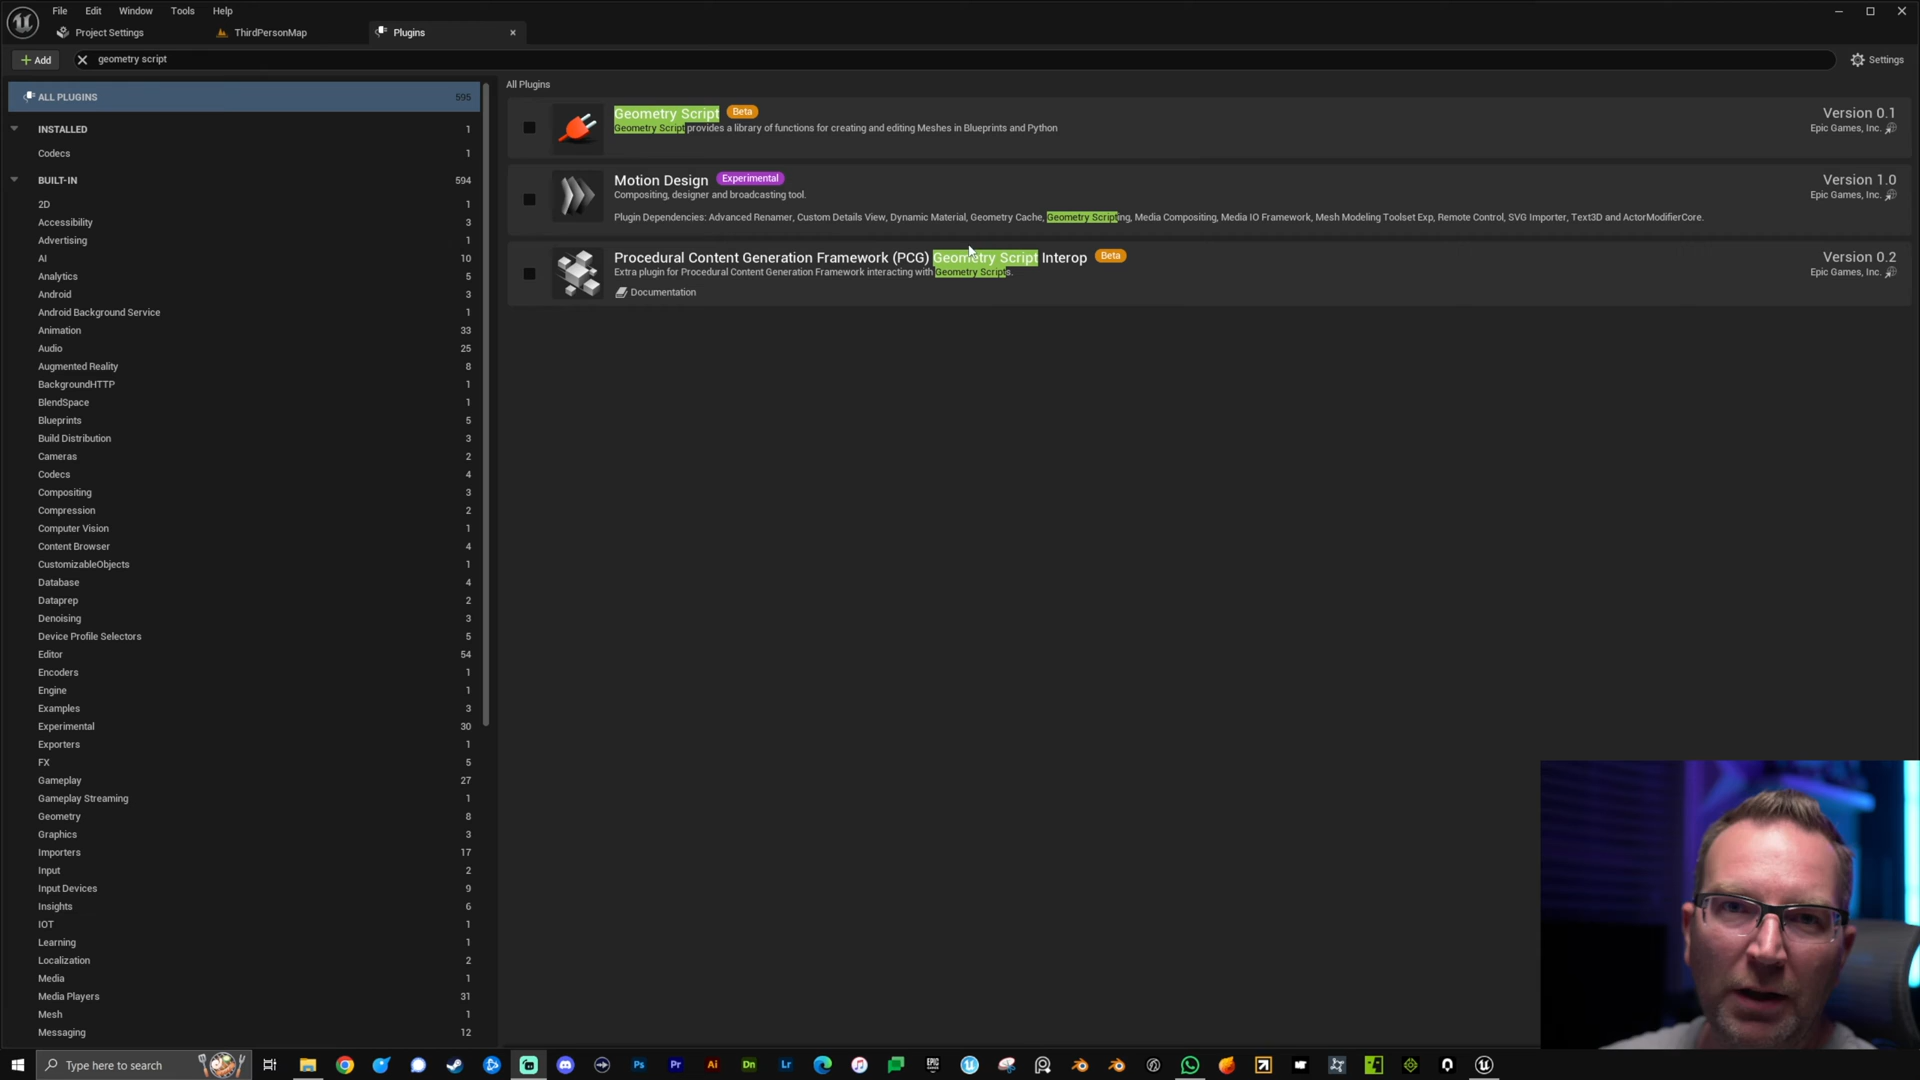 File Edit Window Tools Help
Project Settings ThirdPersonMap Plugins
Add geometry script Settings
ALL PLUGINS 595
INSTALLED 1
Codecs 1
BUILT-IN 594
2D 1
Accessibility 3
Advertising 1
AI 10
Analytics 5
Android 3
Android Background Service 1
Animation 33
Audio 25
Augmented Reality 8
BackgroundHTTP 1
BlendSpace 1
Blueprints 5
Build Distribution 3
Cameras 2
Codecs 4
Compositing 3
Compression 2
Computer Vision 1
Content Browser 4
CustomizableObjects 1
Database 4
Dataprep 2
Denoising 3
Device Profile Selectors 5
Editor 54
Encoders 1
Engine 1
Examples 3
Experimental 30
Exporters 1
FX 5
Gameplay 27
Gameplay Streaming 1
Geometry 8
Graphics 3
Importers 17
Input 2
Input Devices 9
Insights 6
IOT 1
Learning 1
Localization 2
Media 1
Media Players 31
Mesh 1
Messaging 12
All Plugins
Geometry Script Beta Version 0.1
Geometry Script provides a library of functions for creating and editing Meshes in Blueprints and Python Epic Games, Inc.
Motion Design Experimental Version 1.0
Compositing, designer and broadcasting tool. Epic Games, Inc.
Plugin Dependencies: Advanced Renamer, Custom Details View, Dynamic Material, Geometry Cache, Geometry Scripting, Media Compositing, Media IO Framework, Mesh Modeling Toolset Exp, Remote Control, SVG Importer, Text3D and ActorModifierCore.
Procedural Content Generation Framework (PCG) Geometry Script Interop Beta Version 0.2
Extra plugin for Procedural Content Generation Framework interacting with Geometry Scripts. Epic Games, Inc.
Documentation
Type here to search
Ps Pr Ai Dn Lr EPIC GAMES